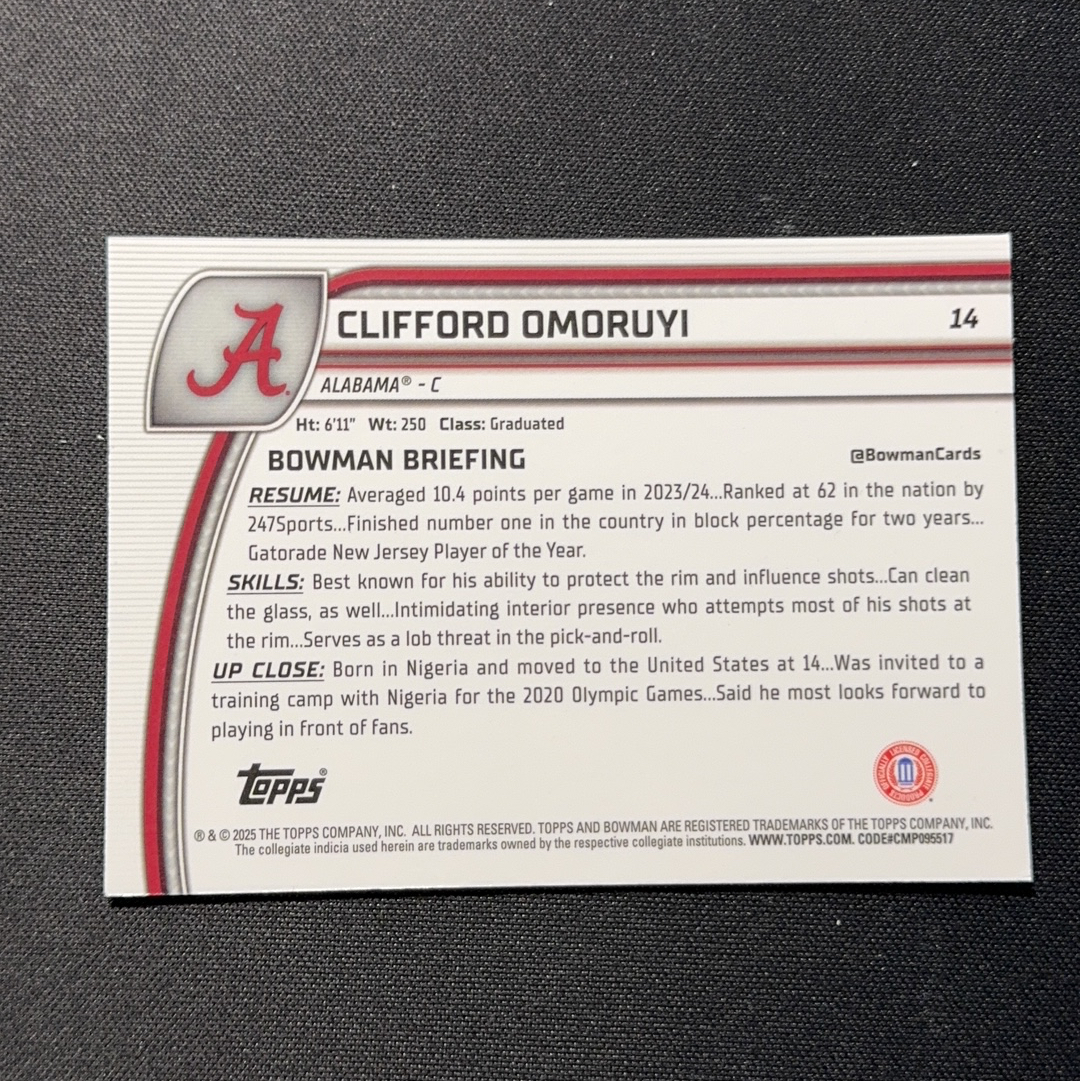 A
CLIFFORD OMORUYI 14
ALABAMA® - C
Ht: 6'11" Wt: 250 Class: Graduated
BOWMAN BRIEFING @BowmanCards
RESUME: Averaged 10.4 points per game in 2023/24...Ranked at 62 in the nation by
247Sports...Finished number one in the country in block percentage for two years...
Gatorade New Jersey Player of the Year.
SKILLS: Best known for his ability to protect the rim and influence shots...Can clean
the glass, as well...Intimidating interior presence who attempts most of his shots at
the rim...Serves as a lob threat in the pick-and-roll.
UP CLOSE: Born in Nigeria and moved to the United States at 14...Was invited to a
training camp with Nigeria for the 2020 Olympic Games...Said he most looks forward to
playing in front of fans.
Topps®
OFFICIALLY LICENSED COLLEGIATE PRODUCTS
® & © 2025 THE TOPPS COMPANY, INC. ALL RIGHTS RESERVED. TOPPS AND BOWMAN ARE REGISTERED TRADEMARKS OF THE TOPPS COMPANY, INC.
The collegiate indicia used herein are trademarks owned by the respective collegiate institutions. WWW.TOPPS.COM. CODE#CMP095517